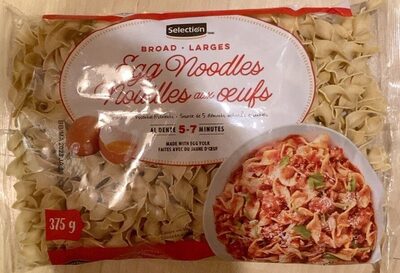 Selection
BROAD • LARGES
Egg Noodles
Nouilles aux œufs
AL DENTE 5-7 MINUTES
MADE WITH EGG YOLK
FAITES AVEC DU JAUNE D'ŒUF
375 g